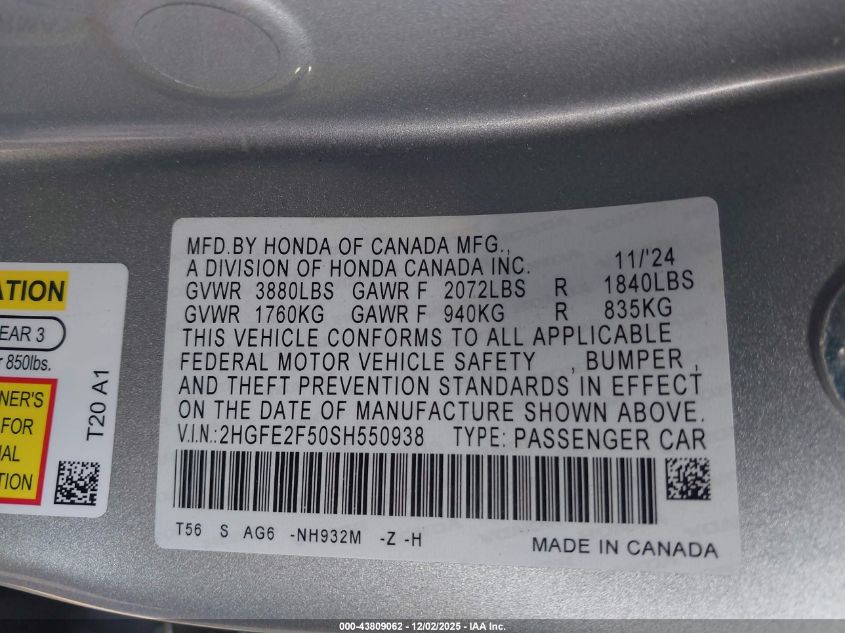 MFD.BY HONDA OF CANADA MFG.,
A DIVISION OF HONDA CANADA INC. 11/'24
GVWR 3880LBS GAWR F 2072LBS R 1840LBS
GVWR 1760KG GAWR F 940KG R 835KG
THIS VEHICLE CONFORMS TO ALL APPLICABLE
FEDERAL MOTOR VEHICLE SAFETY , BUMPER ,
AND THEFT PREVENTION STANDARDS IN EFFECT
ON THE DATE OF MANUFACTURE SHOWN ABOVE.
V.I.N.:2HGFE2F50SH550938 TYPE: PASSENGER CAR
T56 S AG6 -NH932M -Z -H
MADE IN CANADA
EAR 3
850lbs.
NER'S
FOR
T20 A1
000-43809062 - 12/02/2025 - IAA Inc.